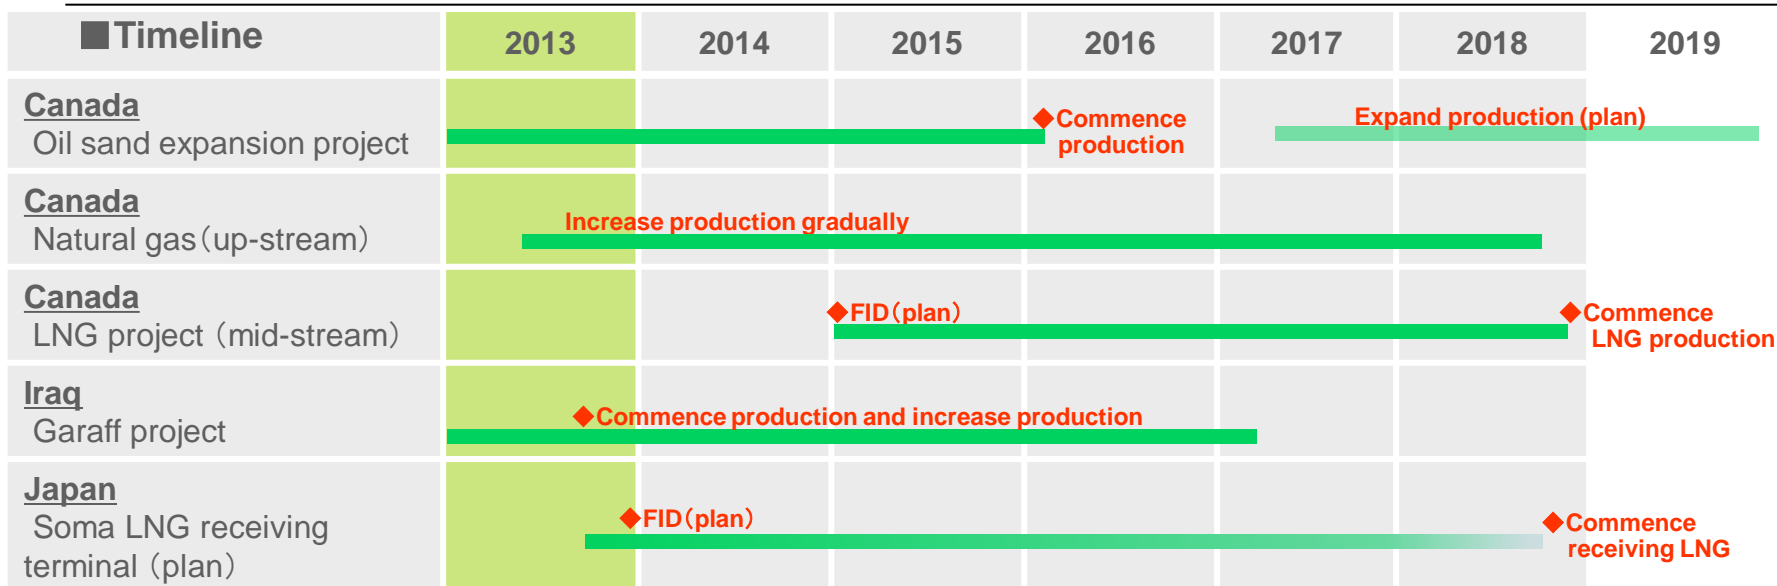 ■Timeline
2013
2014
2015
2016
2017
2018
2019
Canada
Oil sand expansion project
◆Commence
production
Expand production (plan)
Canada
Natural gas（up-stream）
Increase production gradually
Canada
LNG project（mid-stream）
◆FID（plan）
◆Commence
LNG production
Iraq
Garaff project
◆Commence production and increase production
Japan
Soma LNG receiving
terminal（plan）
◆FID（plan）
◆Commence
receiving LNG